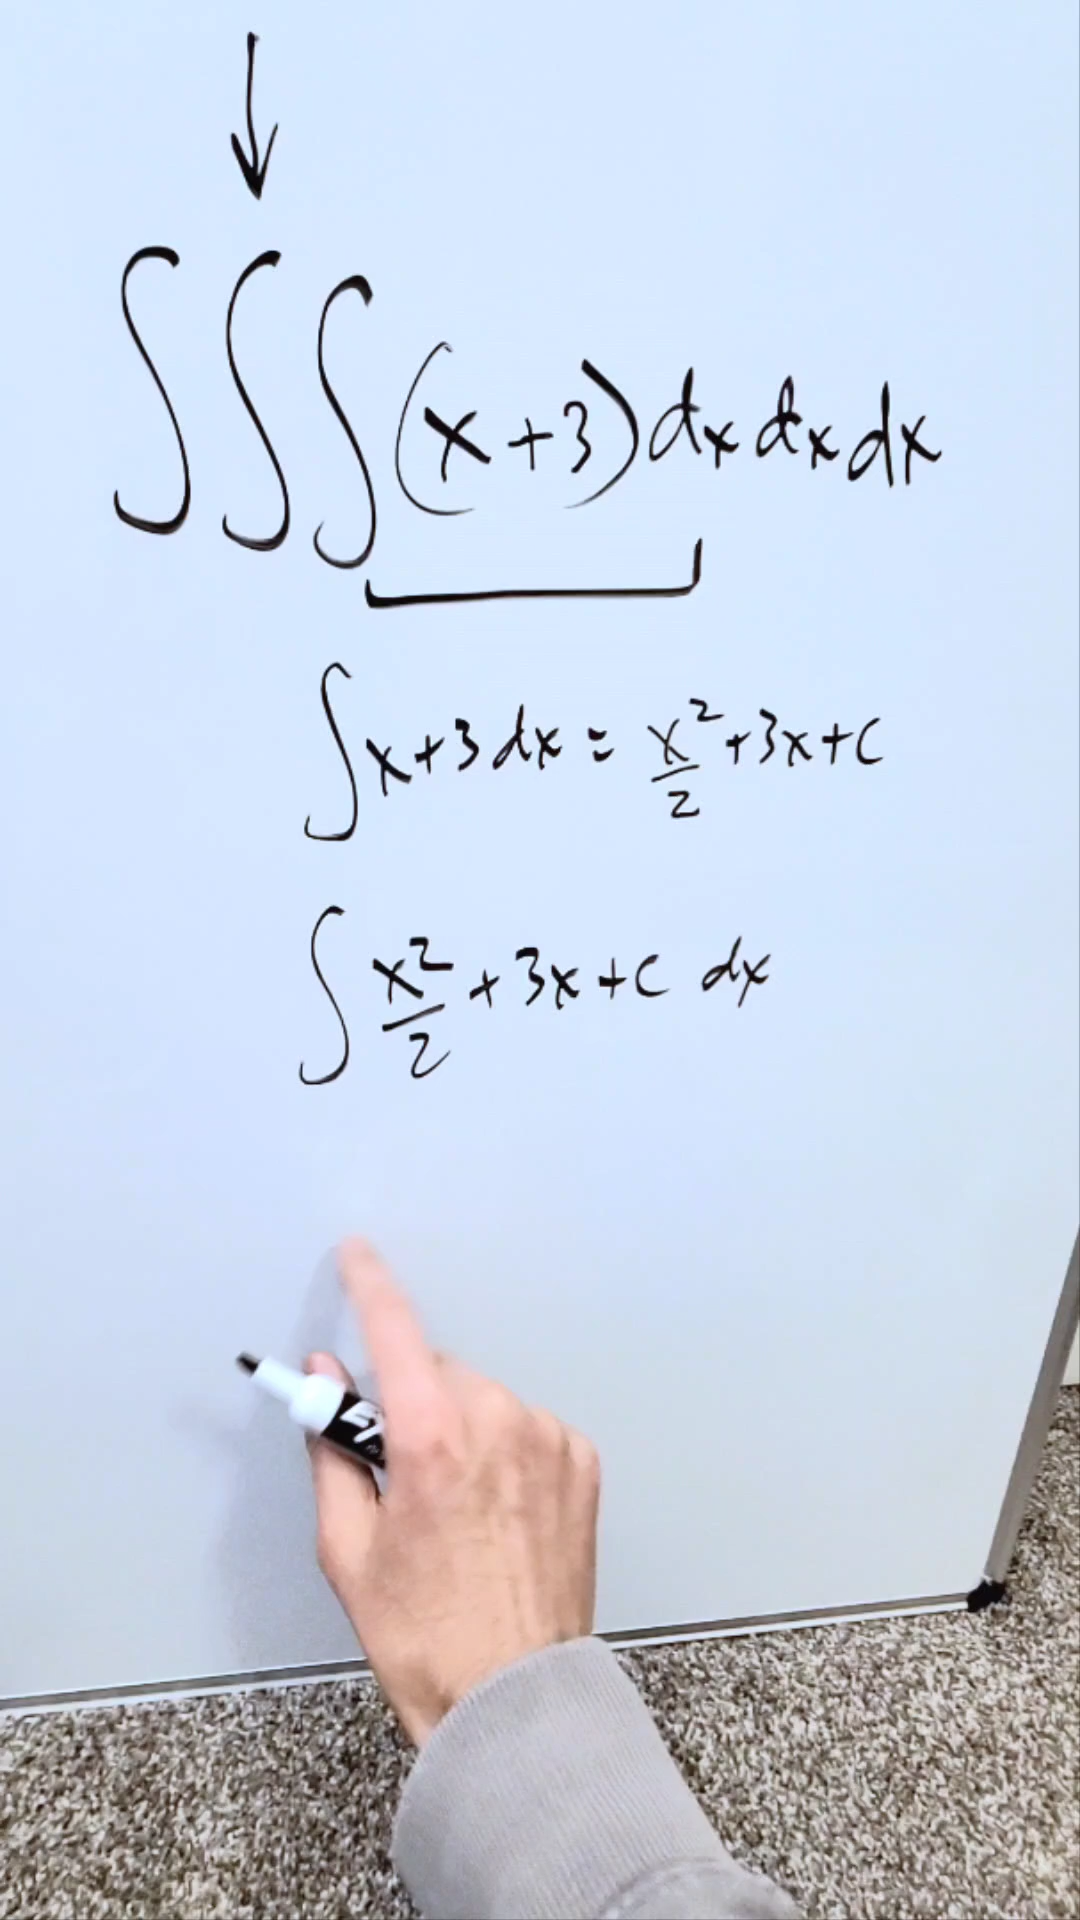 ∫∫∫(x+3)dx dx dx
∫x+3 dx = x²/2 +3x+C
∫ x²/2 + 3x + C dx